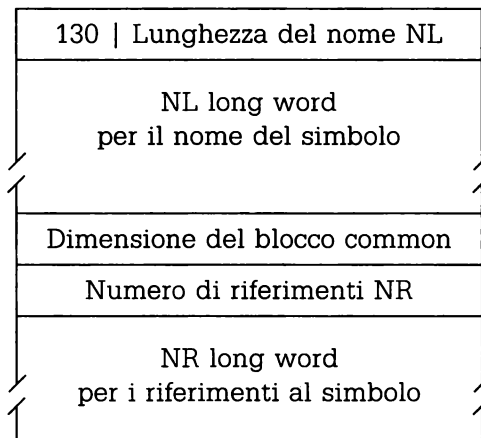 130 | Lunghezza del nome NL
NL long word
per il nome del simbolo
Dimensione del blocco common
Numero di riferimenti NR
NR long word
per i riferimenti al simbolo